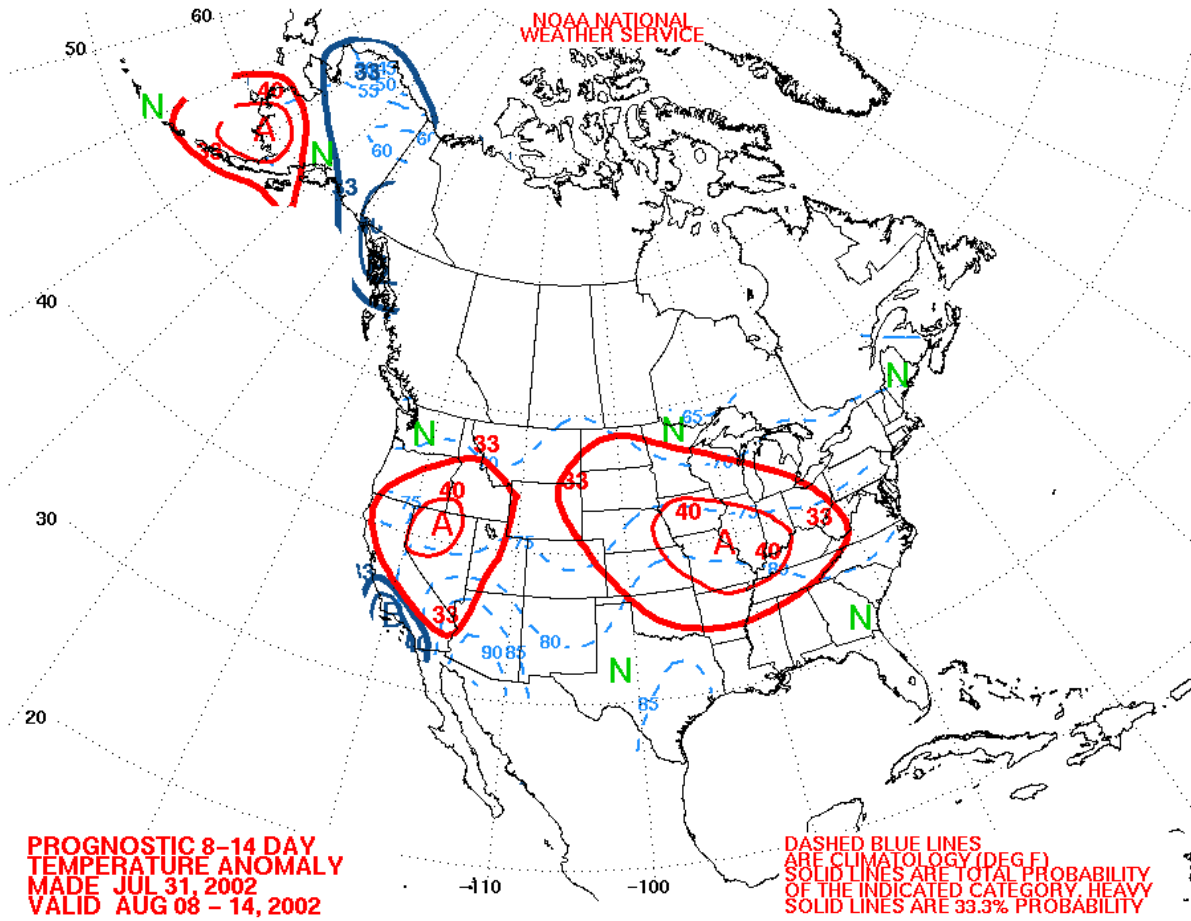 60
NOAA NATIONAL
WEATHER SERVICE
50
33
40
55
50
N
A
60
N
33
40
N
65
N
N
33
70
33
40
40
33
75
A
75
A
40
80
75
30
B
33
N
90
85
80
N
85
40
20
PROGNOSTIC 8-14 DAY
TEMPERATURE ANOMALY
MADE JUL 31, 2002
VALID AUG 08 - 14, 2002
-110
-100
DASHED BLUE LINES
ARE CLIMATOLOGY (DEG F)
SOLID LINES ARE TOTAL PROBABILITY
OF THE INDICATED CATEGORY. HEAVY
SOLID LINES ARE 33.3% PROBABILITY